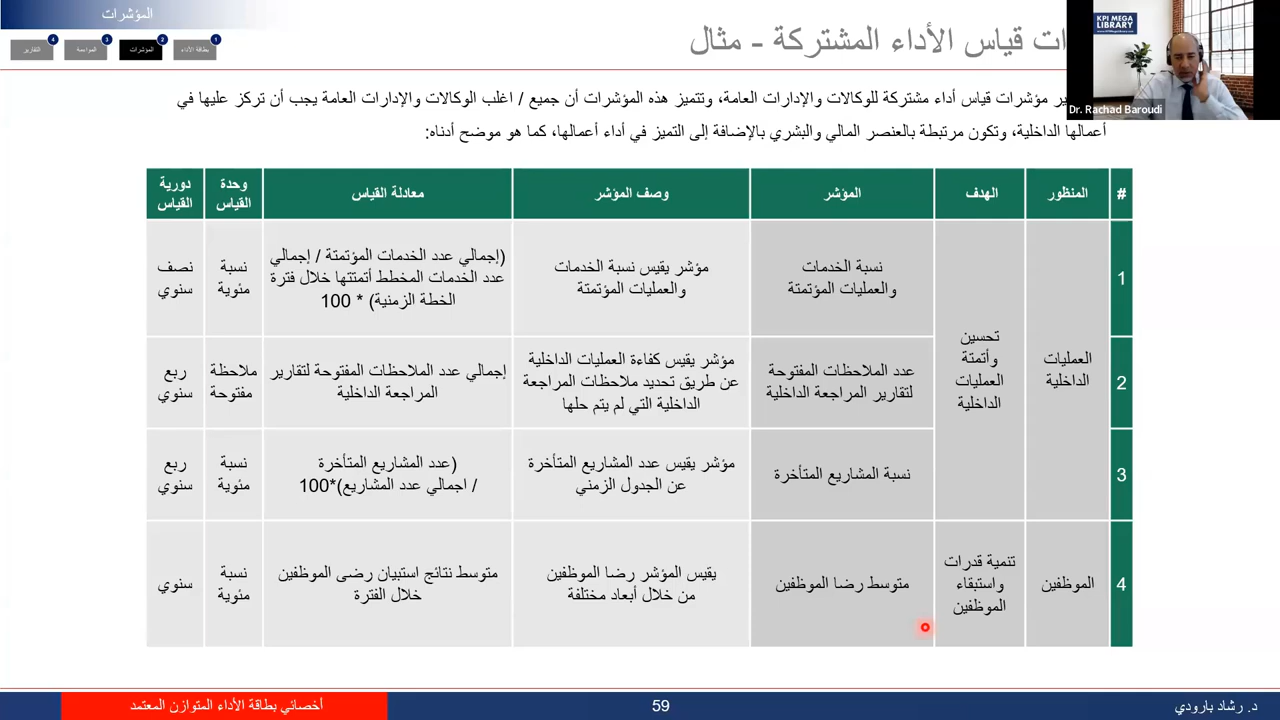 المؤشرات
1
بطاقة الأداء
2
المؤشرات
3
المواءمة
4
التقارير
قياس الأداء المشتركة - مثال
KPI MEGA
LIBRARY
Dr. Rachad Baroudi
مؤشرات قياس أداء مشتركة للوكالات والإدارات العامة، وتتميز هذه المؤشرات أن جميع / اغلب الوكالات والإدارات العامة يجب أن تركز عليها في
أعمالها الداخلية، وتكون مرتبطة بالعنصر المالي والبشري بالإضافة إلى التميز في أداء أعمالها، كما هو موضح أدناه:
# المنظور الهدف المؤشر وصف المؤشر معادلة القياس وحدة القياس دورية القياس
1
العمليات
الداخلية
تحسين
وأتمتة
العمليات
الداخلية
نسبة الخدمات
والعمليات المؤتمتة
مؤشر يقيس نسبة الخدمات
والعمليات المؤتمتة
(إجمالي عدد الخدمات المؤتمتة / إجمالي
عدد الخدمات المخطط أتمتتها خلال فترة
الخطة الزمنية) * 100
نسبة
مئوية
نصف
سنوي
2
عدد الملاحظات المفتوحة
لتقارير المراجعة الداخلية
مؤشر يقيس كفاءة العمليات الداخلية
عن طريق تحديد ملاحظات المراجعة
الداخلية التي لم يتم حلها
إجمالي عدد الملاحظات المفتوحة لتقارير
المراجعة الداخلية
ملاحظة
مفتوحة
ربع
سنوي
3
نسبة المشاريع المتأخرة
مؤشر يقيس عدد المشاريع المتأخرة
عن الجدول الزمني
(عدد المشاريع المتأخرة
/ اجمالي عدد المشاريع)*100
نسبة
مئوية
ربع
سنوي
4
الموظفين
تنمية قدرات
واستبقاء
الموظفين
متوسط رضا الموظفين
يقيس المؤشر رضا الموظفين
من خلال أبعاد مختلفة
متوسط نتائج استبيان رضى الموظفين
خلال الفترة
نسبة
مئوية
سنوي
د. رشاد بارودي
59
أخصائي بطاقة الأداء المتوازن المعتمد